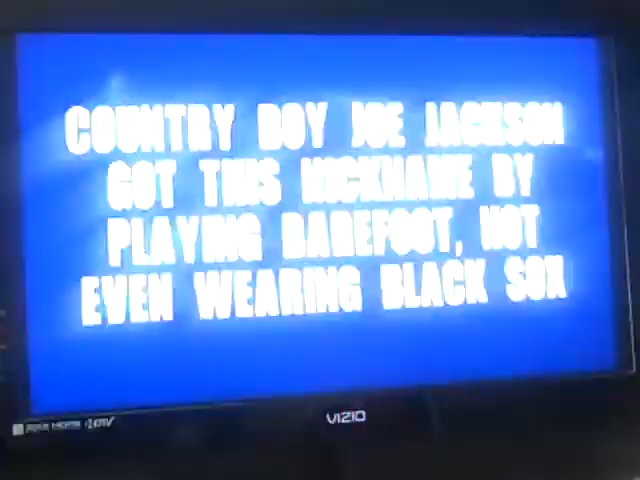 COUNTRY BOY JOE JACKSON
GOT THIS NICKNAME BY
PLAYING BAREFOOT, NOT
EVEN WEARING BLACK SOX
VIZIO